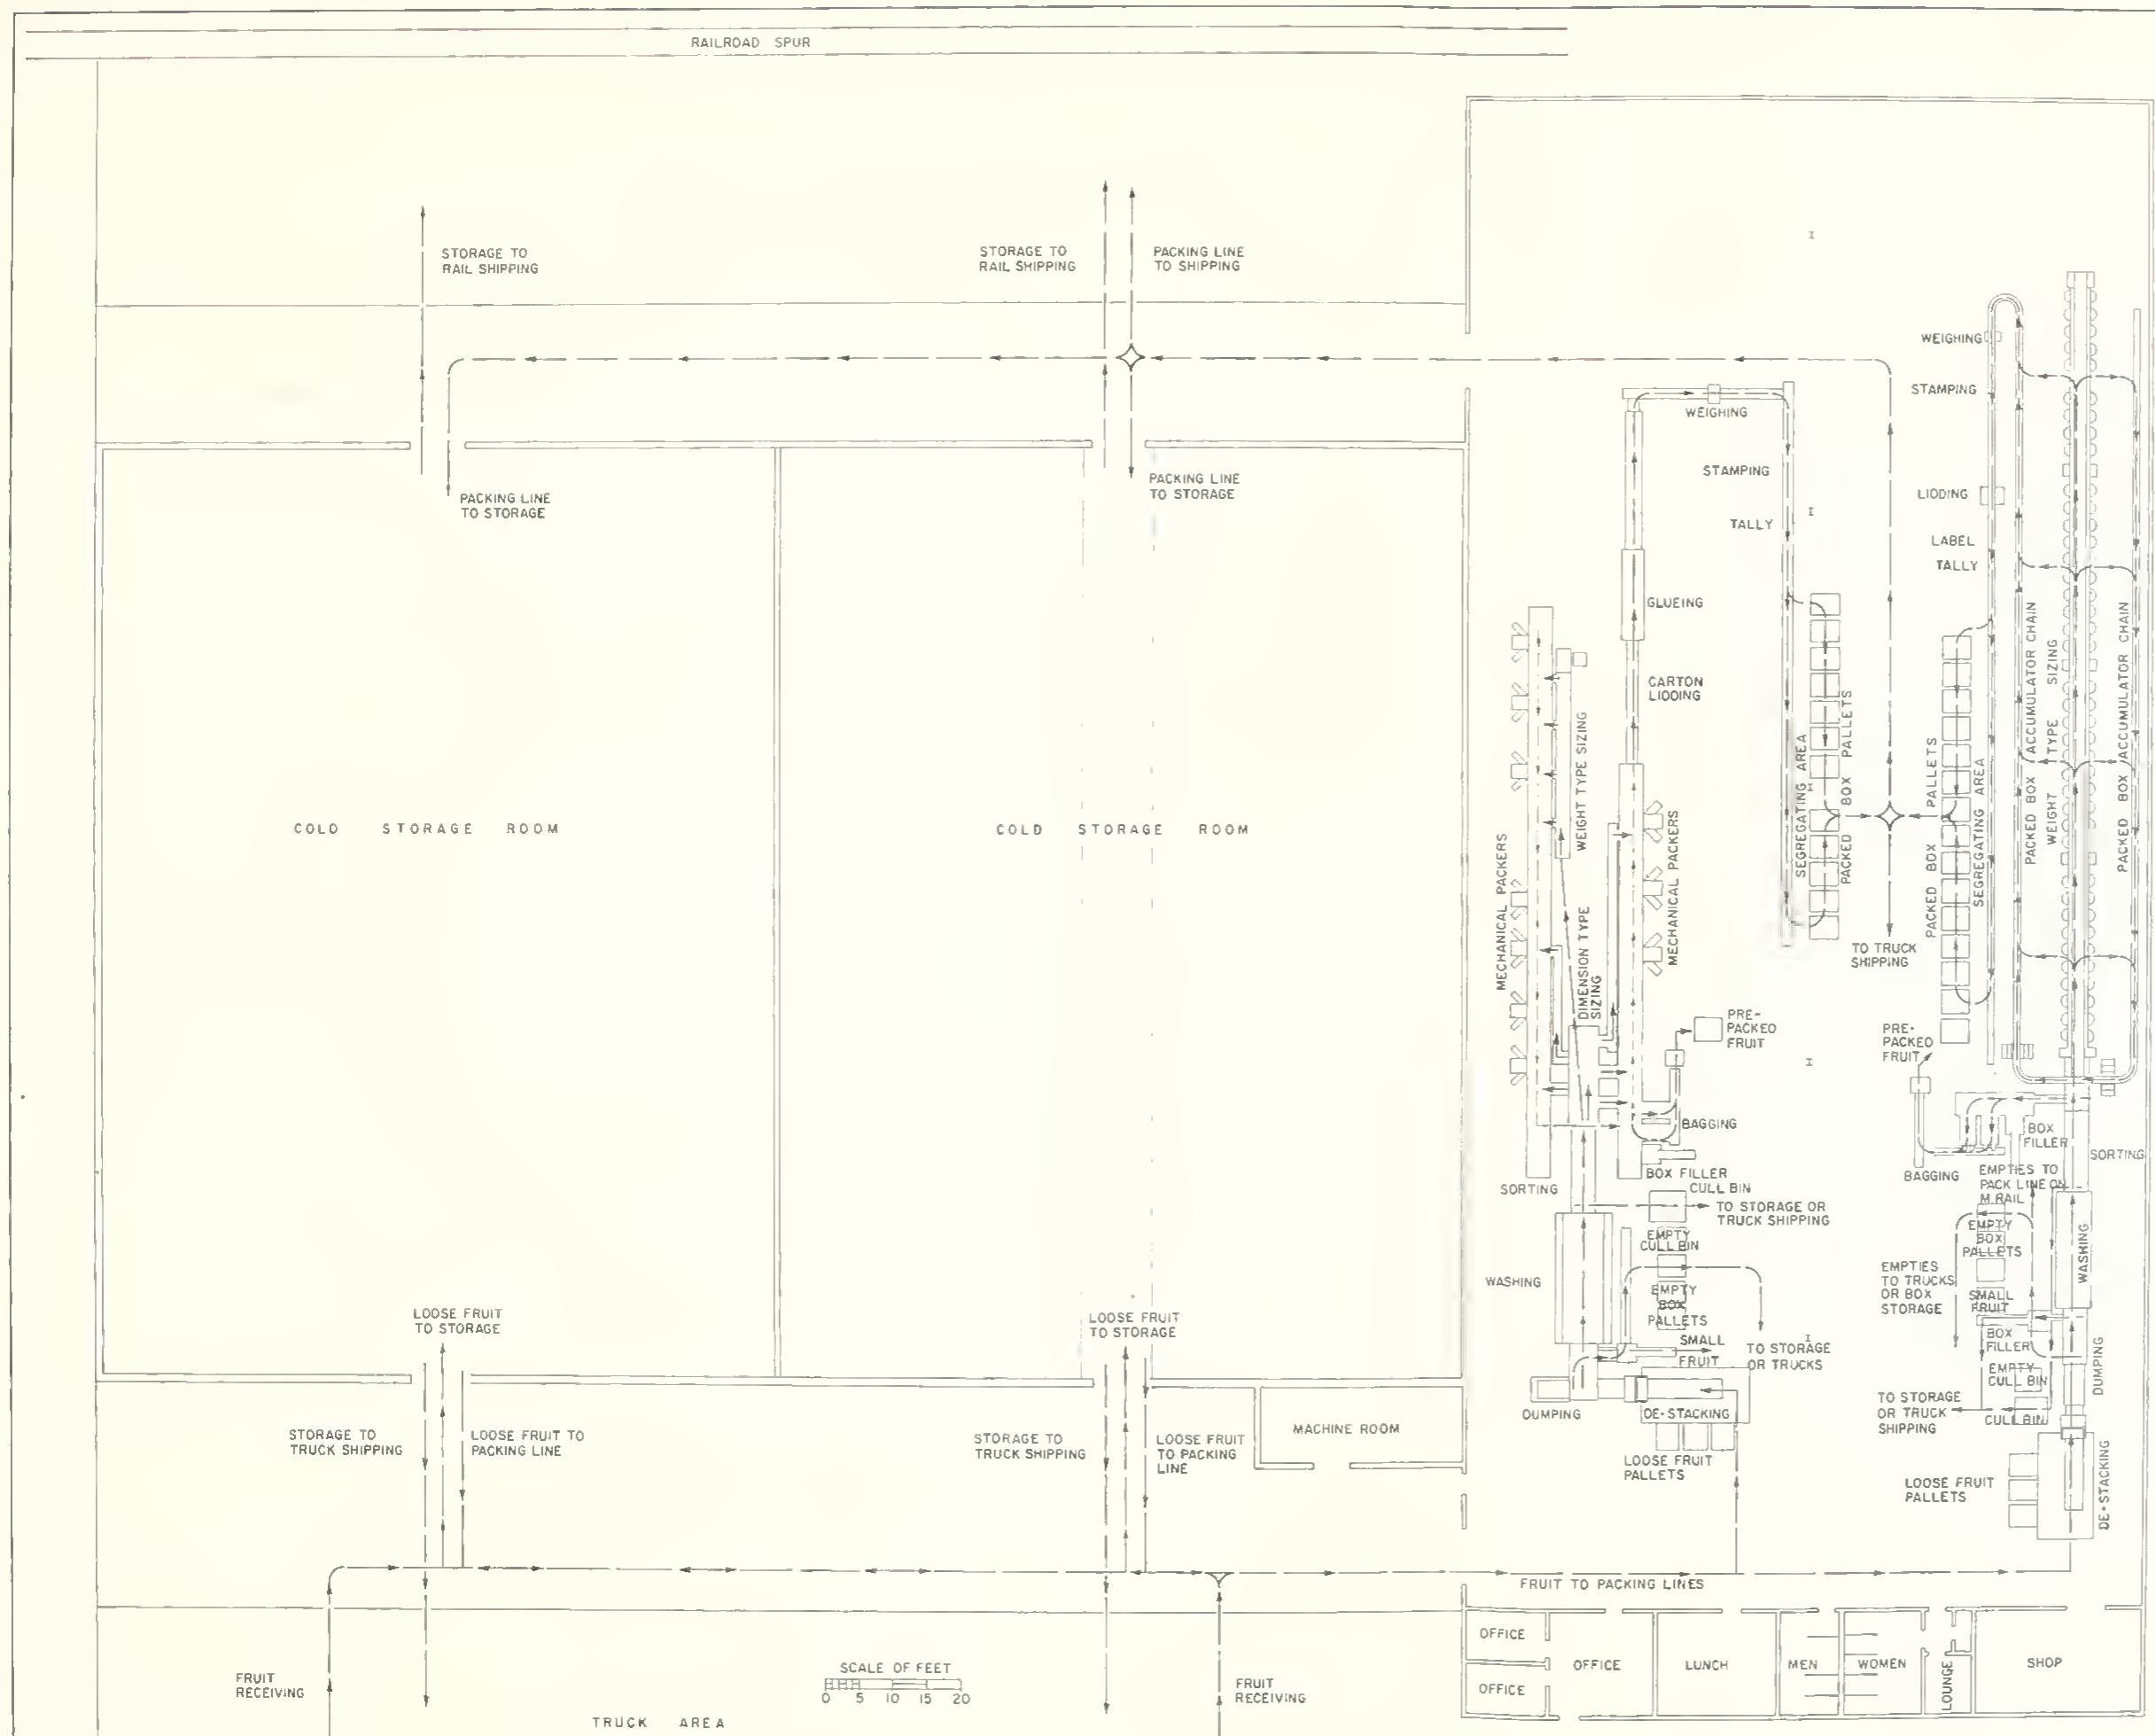 RAILROAD SPUR
STORAGE TO
RAIL SHIPPING
STORAGE TO
RAIL SHIPPING
PACKING LINE
TO SHIPPING
PACKING LINE
TO STORAGE
PACKING LINE
TO STORAGE
COLD STORAGE ROOM
COLD STORAGE ROOM
LOOSE FRUIT
TO STORAGE
LOOSE FRUIT
TO STORAGE
STORAGE TO
TRUCK SHIPPING
LOOSE FRUIT TO
PACKING LINE
STORAGE TO
TRUCK SHIPPING
LOOSE FRUIT
TO PACKING
LINE
MACHINE ROOM
FRUIT
RECEIVING
TRUCK AREA
SCALE OF FEET
0 5 10 15 20
FRUIT
RECEIVING
WEIGHING
STAMPING
TALLY
GLUEING
CARTON
LIDDING
WEIGHT TYPE SIZING
MECHANICAL PACKERS
MECHANICAL PACKERS
DIMENSION TYPE
SIZING
SEGREGATING AREA
PACKED BOX PALLETS
TO TRUCK
SHIPPING
PRE-
PACKED
FRUIT
BAGGING
BOX FILLER
SORTING
CULL BIN
TO STORAGE OR
TRUCK SHIPPING
EMPTY
CULL BIN
WASHING
EMPTY
BOX
PALLETS
SMALL
FRUIT
TO STORAGE
OR TRUCKS
DUMPING
DE-STACKING
LOOSE FRUIT
PALLETS
WEIGHING
STAMPING
LIDDING
LABEL
TALLY
PACKED BOX PALLETS
SEGREGATING AREA
PACKED BOX ACCUMULATOR CHAIN
WEIGHT TYPE SIZING
PACKED BOX ACCUMULATOR CHAIN
PRE-
PACKED
FRUIT
BOX
FILLER
SORTING
BAGGING
EMPTIES TO
PACK LINE ON
M.RAIL
EMPTY
BOX
PALLETS
WASHING
EMPTIES
TO TRUCKS
OR BOX
STORAGE
SMALL
FRUIT
BOX
FILLER
EMPTY
CULL BIN
DUMPING
TO STORAGE
OR TRUCK
SHIPPING
CULL BIN
LOOSE FRUIT
PALLETS
DE-STACKING
FRUIT TO PACKING LINES
OFFICE
OFFICE
OFFICE
LUNCH
MEN
WOMEN
LOUNGE
SHOP